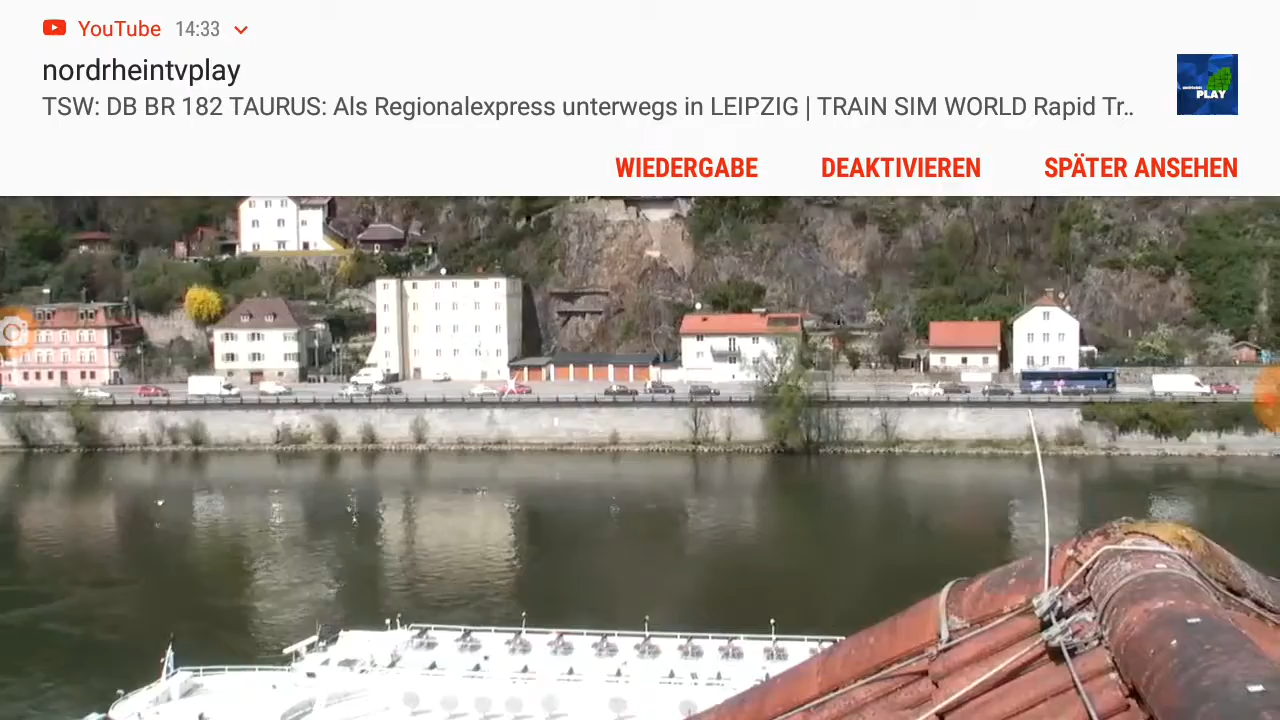 YouTube 14:33
nordrheintvplay
TSW: DB BR 182 TAURUS: Als Regionalexpress unterwegs in LEIPZIG | TRAIN SIM WORLD Rapid Tr..
PLAY
WIEDERGABE DEAKTIVIEREN SPÄTER ANSEHEN